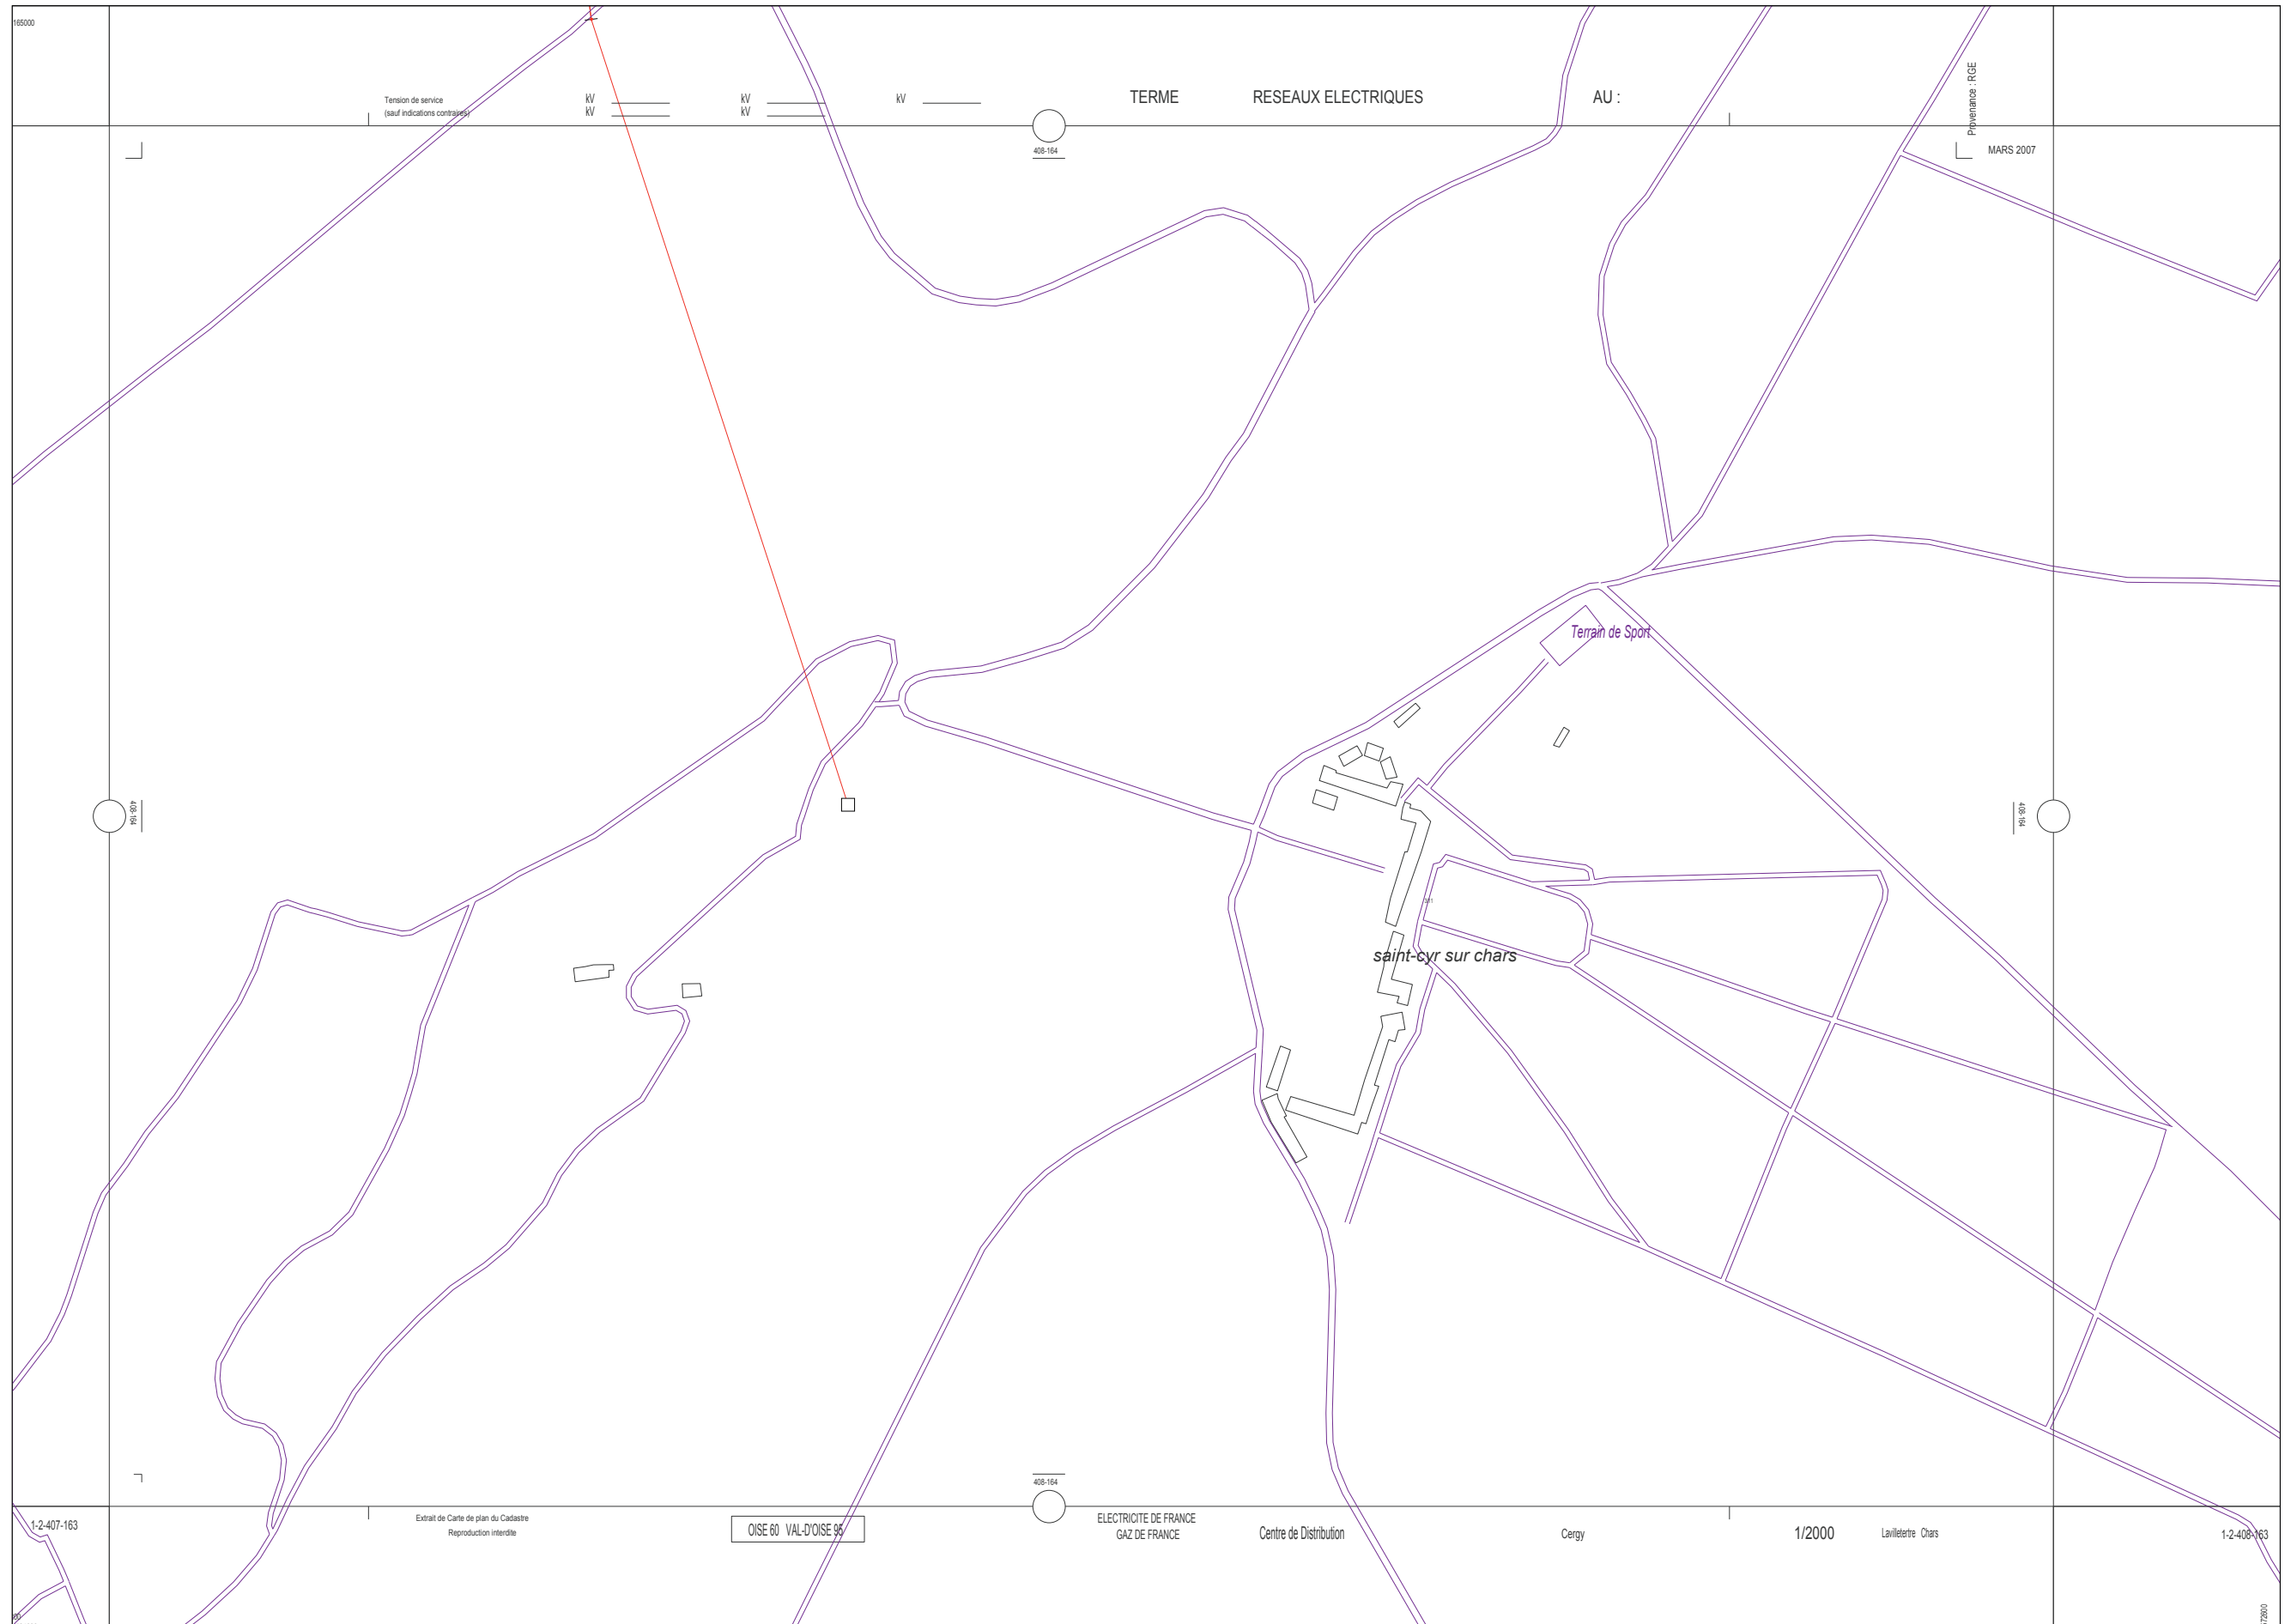 165000
Tension de service
(sauf indications contraires)
kV
kV
kV
kV
kV
TERME RESEAUX ELECTRIQUES AU :
Provenance : RGE
MARS 2007
408-164
Terrain de Sport
408-164
408-164
saint-cyr sur chars
408-164
1-2-407-163
Extrait de Carte de plan du Cadastre
Reproduction interdite
OISE 60 VAL-D'OISE 95
ELECTRICITE DE FRANCE
GAZ DE FRANCE
Centre de Distribution
Cergy
1/2000
Lavilletertre Chars
1-2-408-163